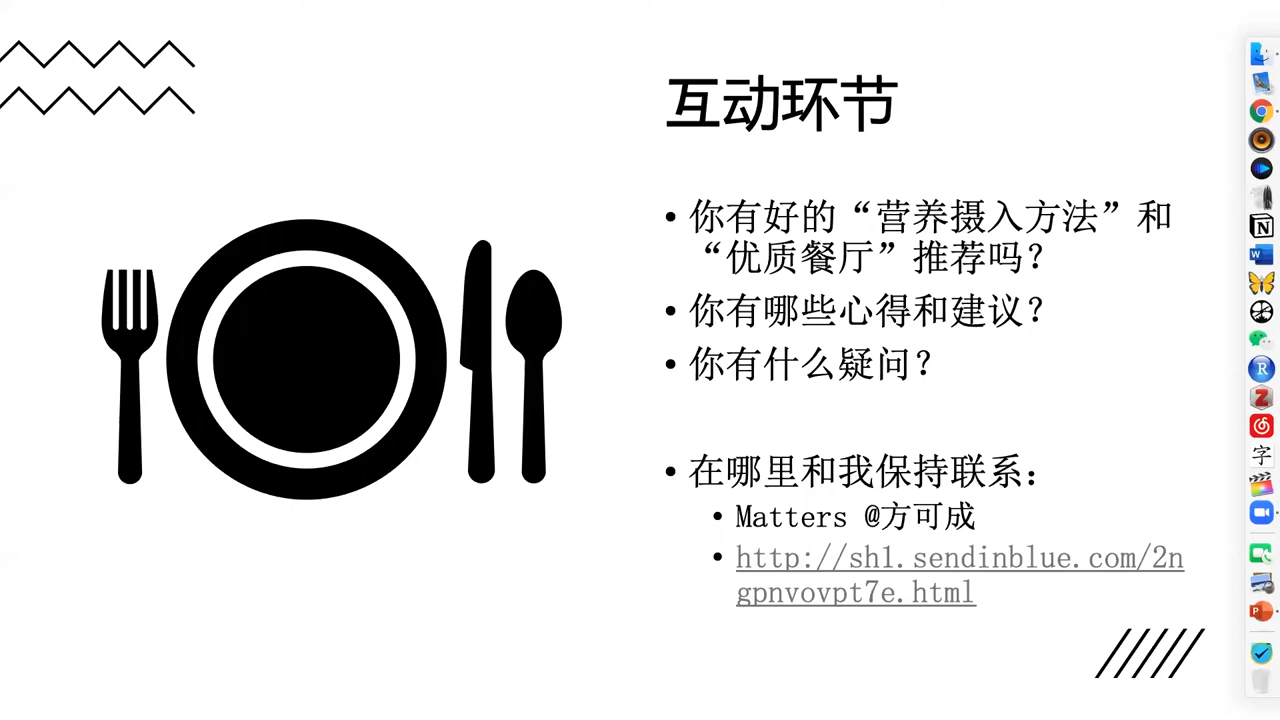 互动环节
• 你有好的“营养摄入方法”和
“优质餐厅”推荐吗？
• 你有哪些心得和建议？
• 你有什么疑问？
• 在哪里和我保持联系：
• Matters @方可成
• http://sh1.sendinblue.com/2n
gpnvovpt7e.html
N
W
R
Z
字
P